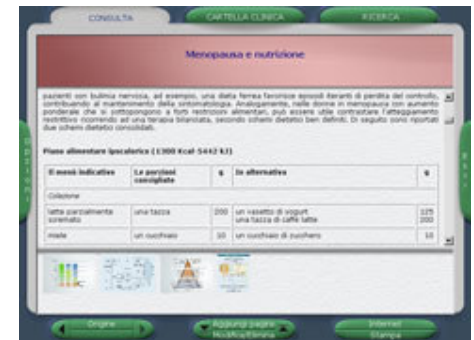 CONSULTA
CARTELLA CLINICA
RICERCA
Menopausa e nutrizione
pazienti con bulimia nervosa, ad esempio, una dieta ferrea favorisce episodi iteranti di perdita del controllo,
contribuendo al mantenimento della sintomatologia. Analogamente, nelle donne in menopausa con aumento
ponderale che si sottopongono a forti restrizioni alimentari, può essere utile contrastare l'atteggiamento
restrittivo ricorrendo ad una terapia bilanciata, secondo schemi dietetici ben definiti. Di seguito sono riportati
due schemi dietetici consolidati.
Piano alimentare ipocalorico (1300 Kcal-5442 kJ)
Il menù indicativo Le porzioni consigliate g In alternativa g
Colazione
latte parzialmente scremato una tazza 200 un vasetto di yogurt 125
una tazza di caffè latte 200
miele un cucchiaio 10 un cucchiaio di zucchero 10
Opzioni
Origine
Aggiungi pagina
Modifica/Elimina
Internet
Stampa